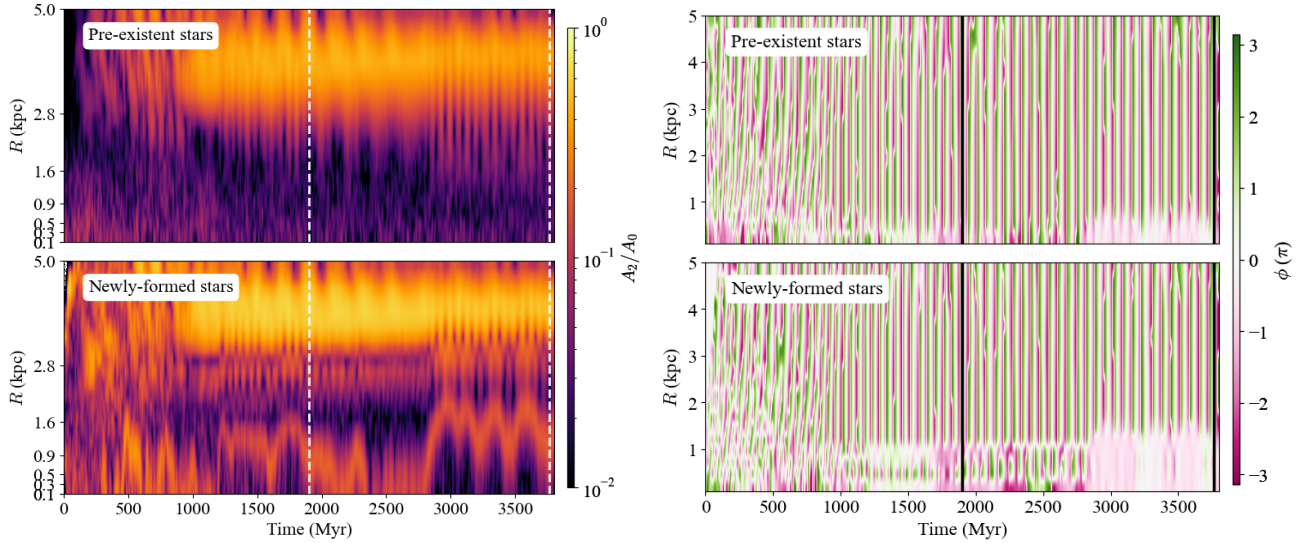 5.0
Pre-existent stars
2.8
1.6
0.9
0.5
0.3
0.1
R (kpc)
5.0
Newly-formed stars
2.8
1.6
0.9
0.5
0.3
0.1
R (kpc)
0 500 1000 1500 2000 2500 3000 3500
Time (Myr)
10^0
10^-1
10^-2
A_2/A_0
5
Pre-existent stars
4
3
2
1
R (kpc)
5
Newly-formed stars
4
3
2
1
R (kpc)
0 500 1000 1500 2000 2500 3000 3500
Time (Myr)
3
2
1
0
−1
−2
−3
ϕ (π)